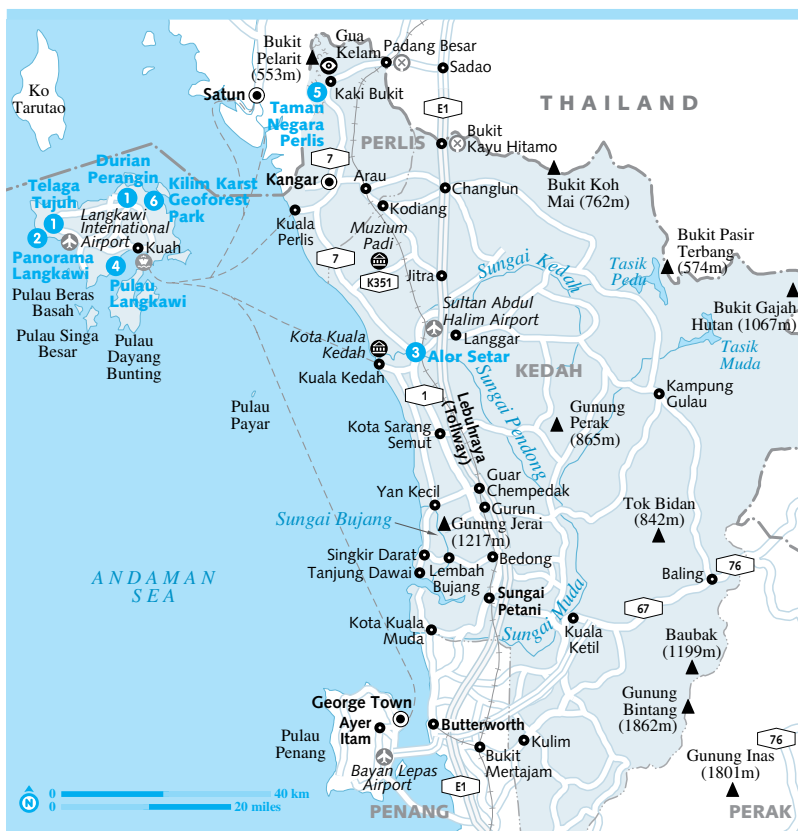 Bukit
Pelarit
(553m)
Gua
Kelam
Padang Besar
Sadao
Ko
Tarutao
Satun
5
Kaki Bukit
Taman
Negara
Perlis
E1
THAILAND
PERLIS
Bukit
Kayu Hitamo
7
Kangar
Arau
Changlun
Bukit Koh
Mai (762m)
Durian
Perangin
Telaga
Tujuh
1
6
Kilim Karst
Geoforest
Park
Langkawi
International
Airport
1
2
Kuah
Panorama
Langkawi
4
Pulau
Langkawi
Kuala
Perlis
Kodiang
Muzium
Padi
7
K351
Jitra
Sungai Kedah
Tasik
Pedu
Bukit Pasir
Terbang
(574m)
Bukit Gajah
Hutan (1067m)
Pulau Beras
Basah
Pulau Singa
Besar
Pulau
Dayang
Bunting
Sultan Abdul
Halim Airport
Langgar
Kota Kuala
Kedah
3
Alor Setar
Kuala Kedah
KEDAH
Tasik
Muda
Pulau
Payar
1
Lebuhraya
(Tollway)
Sungai Pendong
Kampung
Gulau
Gunung
Perak
(865m)
Kota Sarang
Semut
Guar
Chempedak
Yan Kecil
Gurun
Tok Bidan
(842m)
Sungai Bujang
Gunung Jerai
(1217m)
Singkir Darat
Tanjung Dawai
Lembah
Bujang
Bedong
76
Baling
ANDAMAN
SEA
Sungai
Petani
Sungai Muda
67
Kota Kuala
Muda
Kuala
Ketil
Baubak
(1199m)
Gunung
Bintang
(1862m)
George Town
Ayer
Itam
Pulau
Penang
Butterworth
Kulim
Bukit
Mertajam
76
Bayan Lepas
Airport
Gunung Inas
(1801m)
E1
N
0
40 km
0
20 miles
PENANG
PERAK